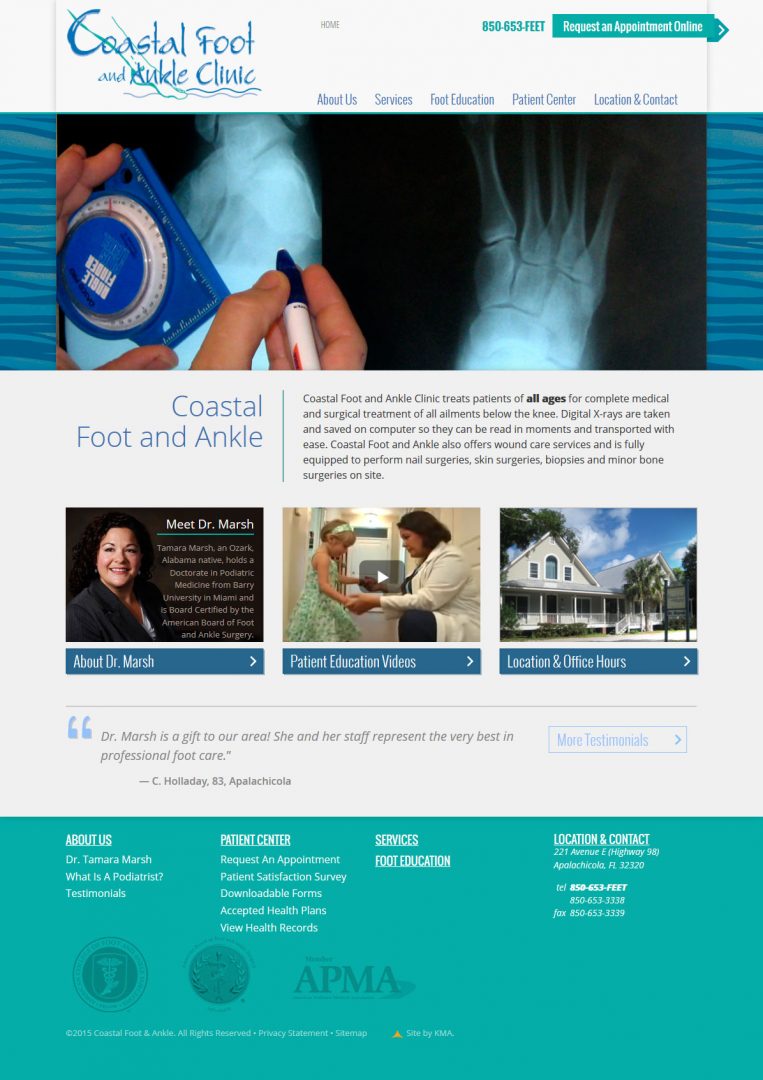 Coastal Foot
and Ankle Clinic
HOME
850-653-FEET
Request an Appointment Online
About Us
Services
Foot Education
Patient Center
Location & Contact
ANGLE
FINDER
Coastal
Foot and Ankle
Coastal Foot and Ankle Clinic treats patients of all ages for complete medical
and surgical treatment of all ailments below the knee. Digital X-rays are taken
and saved on computer so they can be read in moments and transported with
ease. Coastal Foot and Ankle also offers wound care services and is fully
equipped to perform nail surgeries, skin surgeries, biopsies and minor bone
surgeries on site.
Meet Dr. Marsh
Tamara Marsh, an Ozark,
Alabama native, holds a
Doctorate in Podiatric
Medicine from Barry
University in Miami and
is Board Certified by the
American Board of Foot
and Ankle Surgery.
About Dr. Marsh
Patient Education Videos
Location & Office Hours
“ Dr. Marsh is a gift to our area! She and her staff represent the very best in
professional foot care."
— C. Holladay, 83, Apalachicola
More Testimonials
ABOUT US
Dr. Tamara Marsh
What Is A Podiatrist?
Testimonials
PATIENT CENTER
Request An Appointment
Patient Satisfaction Survey
Downloadable Forms
Accepted Health Plans
View Health Records
SERVICES
FOOT EDUCATION
LOCATION & CONTACT
221 Avenue E (Highway 98)
Apalachicola, FL 32320
tel 850-653-FEET
850-653-3338
fax 850-653-3339
Member
APMA
©2015 Coastal Foot & Ankle. All Rights Reserved • Privacy Statement • Sitemap
Site by KMA.